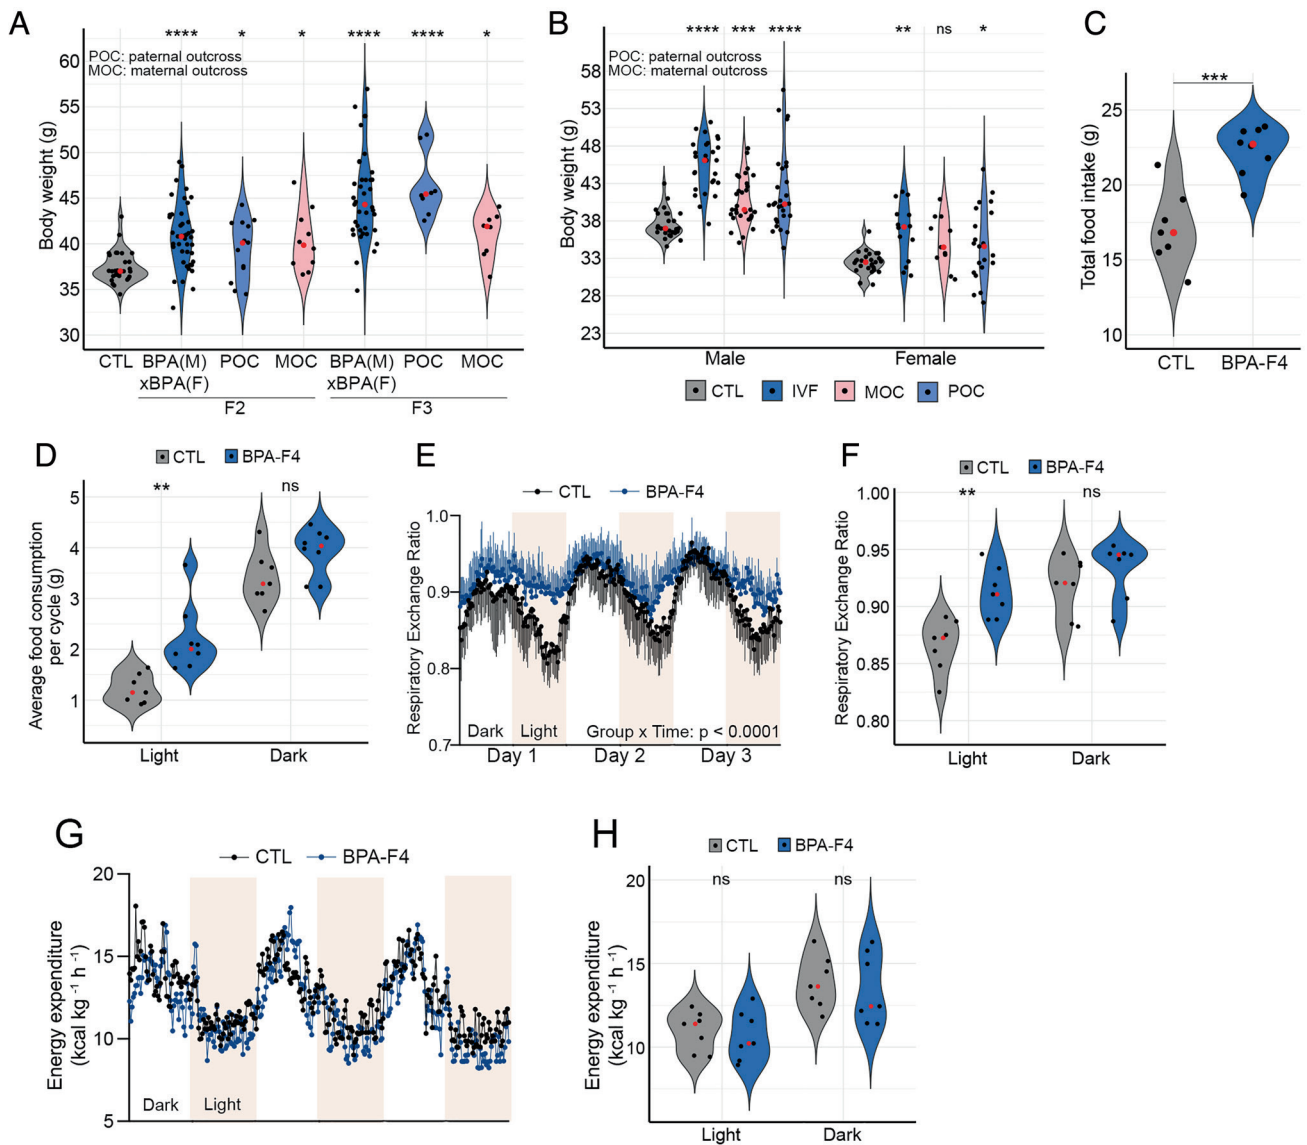 A
**** * * **** **** *
POC: paternal outcross
MOC: maternal outcross
Body weight (g)
60
55
50
45
40
35
30
CTL BPA(M) POC MOC BPA(M) POC MOC
xBPA(F) xBPA(F)
F2 F3
B
**** *** **** ** ns *
POC: paternal outcross
MOC: maternal outcross
Body weight (g)
58
53
48
43
38
33
28
23
Male Female
CTL IVF MOC POC
C
***
Total food intake (g)
25
20
15
10
CTL BPA-F4
D
CTL BPA-F4
** ns
Average food consumption
per cycle (g)
5
4
3
2
1
Light Dark
E
CTL BPA-F4
Respiratory Exchange Ratio
1.0
0.9
0.8
0.7
Dark Light Group x Time: p < 0.0001
Day 1 Day 2 Day 3
F
CTL BPA-F4
** ns
Respiratory Exchange Ratio
1.00
0.95
0.90
0.85
0.80
Light Dark
G
CTL BPA-F4
Energy expenditure
(kcal kg⁻¹ h⁻¹)
20
15
10
5
Dark Light
H
CTL BPA-F4
ns ns
Energy expenditure
(kcal kg⁻¹ h⁻¹)
20
15
10
Light Dark